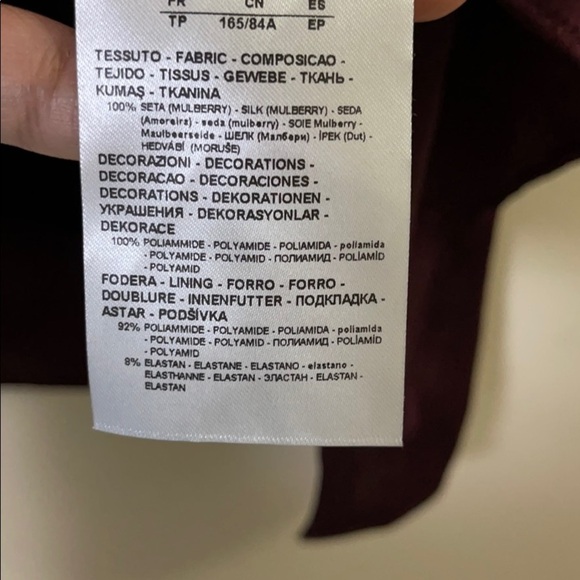 FR CN ES
TP 165/84A EP
TESSUTO - FABRIC - COMPOSICAO -
TEJIDO - TISSUS - GEWEBE - ТКАНЬ -
KUMAŞ - TKANINA
100% SETA (MULBERRY) - SILK (MULBERRY) - SEDA
(Amoreira) - seda (mulberry) - SOIE Mulberry -
Maulbeerseide - ШЕЛК (Малбери) - İPEK (Dut) -
HEDVÁBÍ (MORUŠE)
DECORAZIONI - DECORATIONS -
DECORACAO - DECORACIONES -
DECORATIONS - DEKORATIONEN -
УКРАШЕНИЯ - DEKORASYONLAR -
DEKORACE
100% POLIAMMIDE - POLYAMIDE - POLIAMIDA - poliamida
- POLYAMIDE - POLYAMID - ПОЛИАМИД - POLİAMİD
- POLYAMID
FODERA - LINING - FORRO - FORRO -
DOUBLURE - INNENFUTTER - ПОДКЛАДКА -
ASTAR - PODŠÍVKA
92% POLIAMMIDE - POLYAMIDE - POLIAMIDA - poliamida
- POLYAMIDE - POLYAMID - ПОЛИАМИД - POLİAMİD
- POLYAMID
8% ELASTAN - ELASTANE - ELASTANO - elastano -
ELASTHANNE - ELASTAN - ЭЛАСТАН - ELASTAN -
ELASTAN